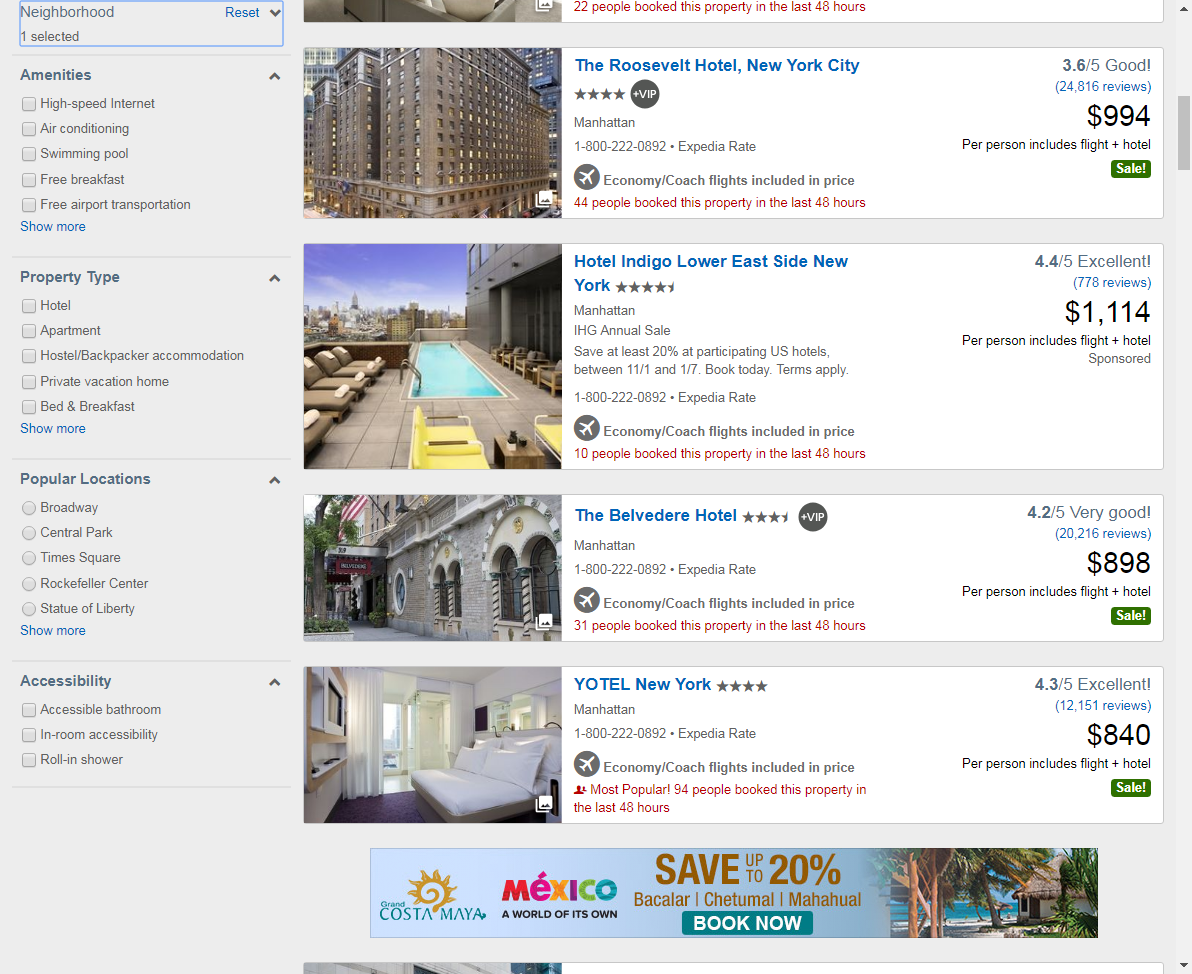 Neighborhood
Reset
1 selected
Amenities
High-speed Internet
Air conditioning
Swimming pool
Free breakfast
Free airport transportation
Show more
Property Type
Hotel
Apartment
Hostel/Backpacker accommodation
Private vacation home
Bed & Breakfast
Show more
Popular Locations
Broadway
Central Park
Times Square
Rockefeller Center
Statue of Liberty
Show more
Accessibility
Accessible bathroom
In-room accessibility
Roll-in shower
22 people booked this property in the last 48 hours
The Roosevelt Hotel, New York City
+VIP
Manhattan
1-800-222-0892 • Expedia Rate
Economy/Coach flights included in price
44 people booked this property in the last 48 hours
3.6/5 Good!
(24,816 reviews)
$994
Per person includes flight + hotel
Sale!
Hotel Indigo Lower East Side New
York
Manhattan
IHG Annual Sale
Save at least 20% at participating US hotels,
between 11/1 and 1/7. Book today. Terms apply.
1-800-222-0892 • Expedia Rate
Economy/Coach flights included in price
10 people booked this property in the last 48 hours
4.4/5 Excellent!
(778 reviews)
$1,114
Per person includes flight + hotel
Sponsored
BELVEDERE
The Belvedere Hotel
+VIP
Manhattan
1-800-222-0892 • Expedia Rate
Economy/Coach flights included in price
31 people booked this property in the last 48 hours
4.2/5 Very good!
(20,216 reviews)
$898
Per person includes flight + hotel
Sale!
YOTEL New York
Manhattan
1-800-222-0892 • Expedia Rate
Economy/Coach flights included in price
Most Popular! 94 people booked this property in
the last 48 hours
4.3/5 Excellent!
(12,151 reviews)
$840
Per person includes flight + hotel
Sale!
Grand
COSTA MAYA
méxico
A WORLD OF ITS OWN
SAVE UP TO 20%
Bacalar | Chetumal | Mahahual
BOOK NOW